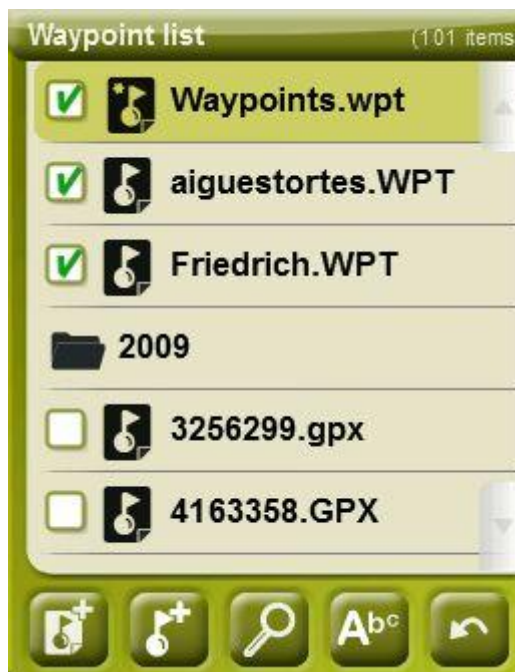 Waypoint list (101 items
Waypoints.wpt
aiguestortes.WPT
Friedrich.WPT
2009
3256299.gpx
4163358.GPX
Abc